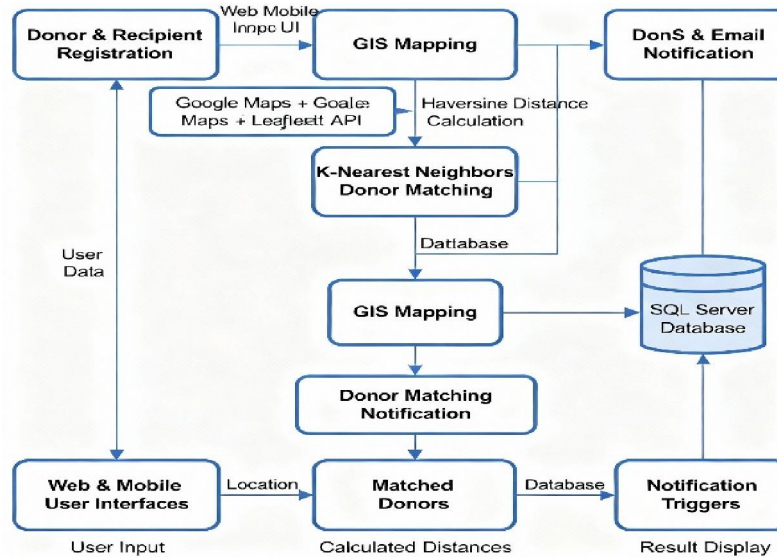 Web Mobile
Innpc UI
Donor & Recipient
Registration
GIS Mapping
DonS & Email
Notification
Google Maps + Goale:
Maps + Leafleett API
Haversine Distance
Calculation
K-Nearest Neighbors
Donor Matching
User
Data
Datlabase
GIS Mapping
SQL Server
Database
Donor Matching
Notification
Web & Mobile
User Interfaces
Location
Matched
Donors
Database
Notification
Triggers
User Input
Calculated Distances
Result Display